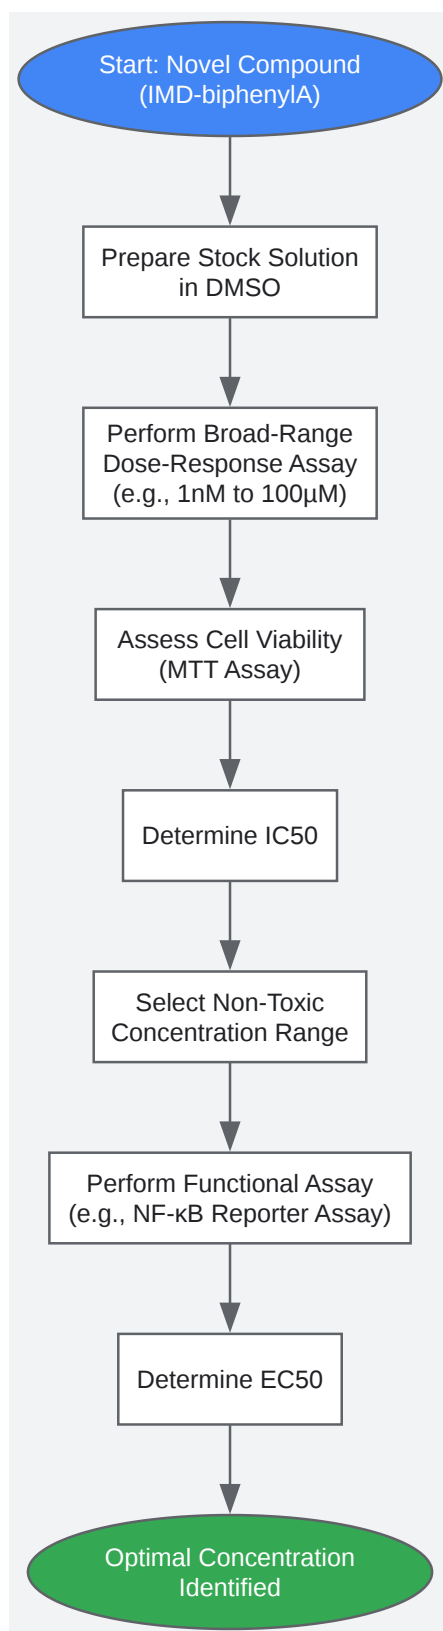 Start: Novel Compound
(IMD-biphenylA)
Prepare Stock Solution
in DMSO
Perform Broad-Range
Dose-Response Assay
(e.g., 1nM to 100μM)
Assess Cell Viability
(MTT Assay)
Determine IC50
Select Non-Toxic
Concentration Range
Perform Functional Assay
(e.g., NF-κB Reporter Assay)
Determine EC50
Optimal Concentration
Identified